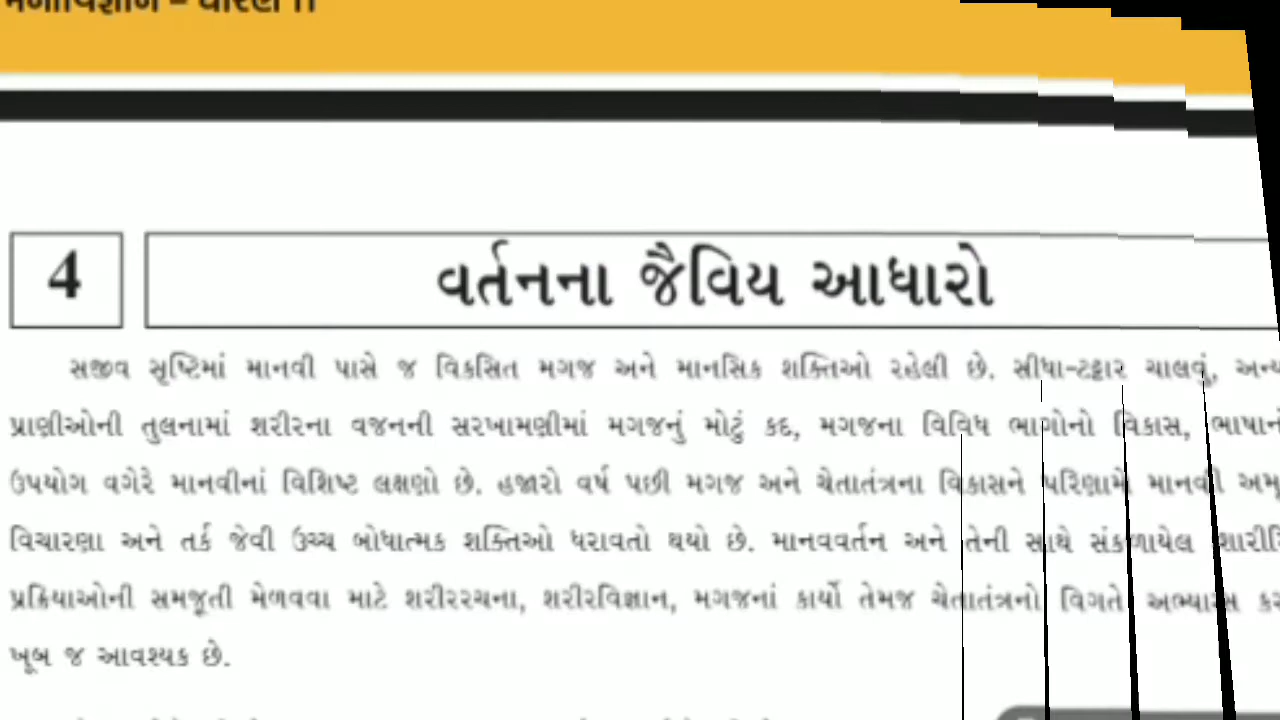 મનોવિજ્ઞાન – ધોરણ 11
4
વર્તનના જૈવિય આધારો
સજીવ સૃષ્ટિમાં માનવી પાસે જ વિકસિત મગજ અને માનસિક શક્તિઓ રહેલી છે. સીધા-ટટ્ટાર ચાલવું,
પ્રાણીઓની તુલનામાં શરીરના વજનની સરખામણીમાં મગજનું મોટું કદ, મગજના વિવિધ ભાગોનો વિકાસ,
ઉપયોગ વગેરે માનવીનાં વિશિષ્ટ લક્ષણો છે. હજારો વર્ષ પછી મગજ અને ચેતાતંત્રના વિકાસને પરિણામે માનવી
વિચારણા અને તર્ક જેવી ઉચ્ચ બોધાત્મક શક્તિઓ ધરાવતો થયો છે. માનવવર્તન અને તેની સાથે સંકળાયેલ
પ્રક્રિયાઓની સમજૂતી મેળવવા માટે શરીરરચના, શરીરવિજ્ઞાન, મગજનાં કાર્યો તેમજ ચેતાતંત્રનો વિગતે અભ્યાસ
ખૂબ જ આવશ્યક છે.